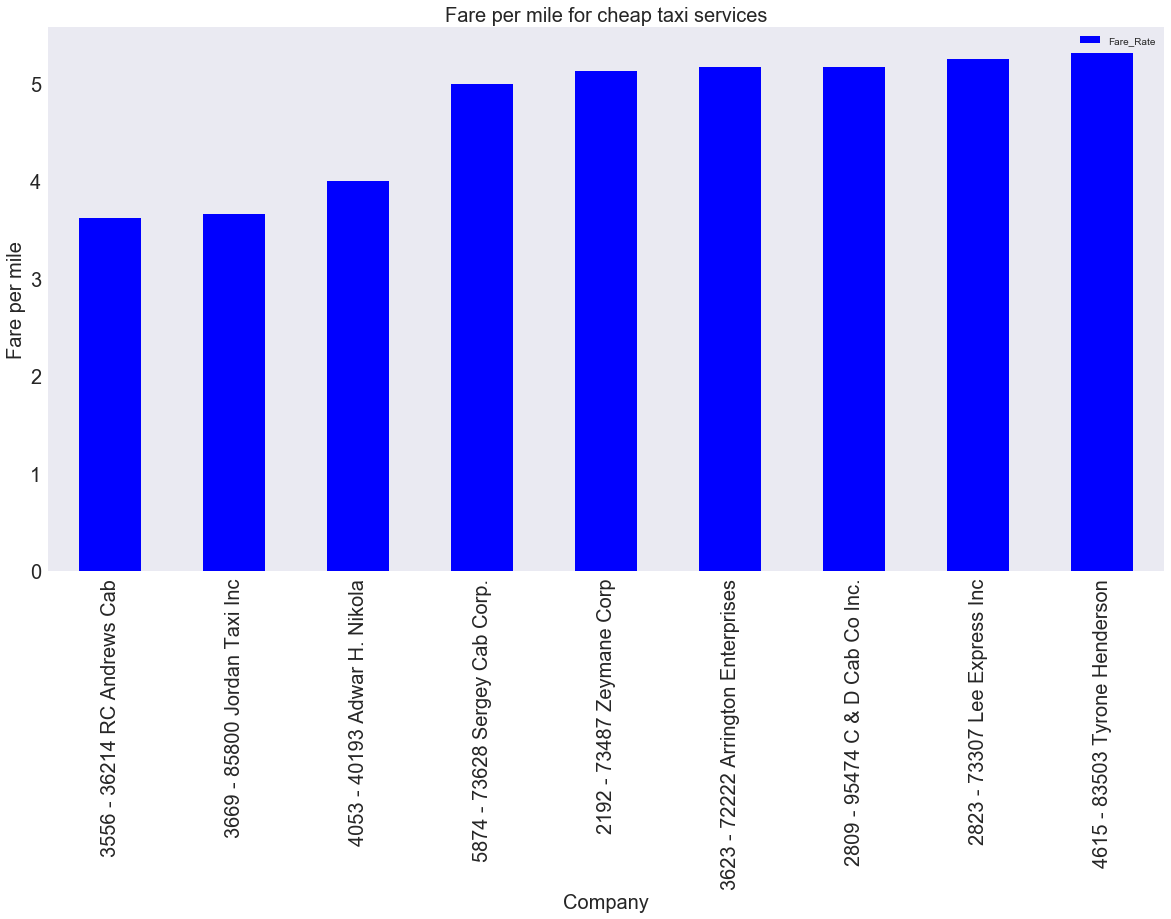 Fare per mile for cheap taxi services
Fare_Rate
Fare per mile
5
4
3
2
1
0
3556 - 36214 RC Andrews Cab
3669 - 85800 Jordan Taxi Inc
4053 - 40193 Adwar H. Nikola
5874 - 73628 Sergey Cab Corp.
2192 - 73487 Zeymane Corp
3623 - 72222 Arrington Enterprises
2809 - 95474 C & D Cab Co Inc.
2823 - 73307 Lee Express Inc
4615 - 83503 Tyrone Henderson
Company